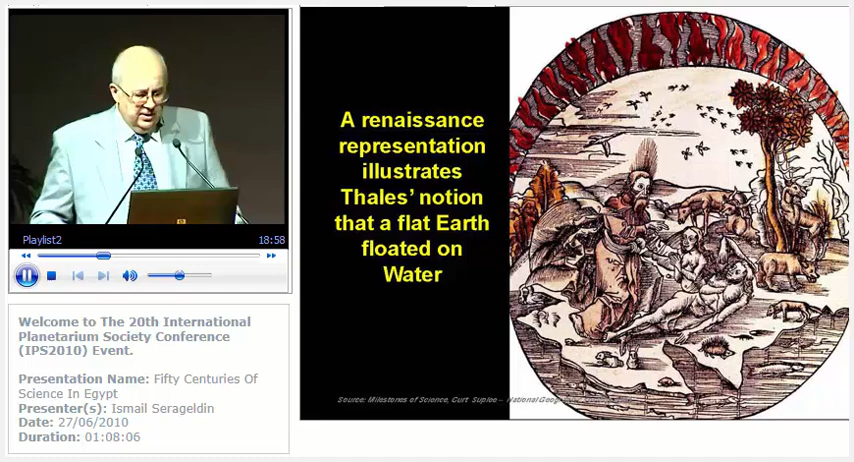 Playlist2 18:58
Welcome to The 20th International
Planetarium Society Conference
(IPS2010) Event.
Presentation Name: Fifty Centuries Of
Science In Egypt
Presenter(s): Ismail Serageldin
Date: 27/06/2010
Duration: 01:08:06
A renaissance
representation
illustrates
Thales’ notion
that a flat Earth
floated on
Water
Source: Milestones of Science, Curt Suplee – National Geog